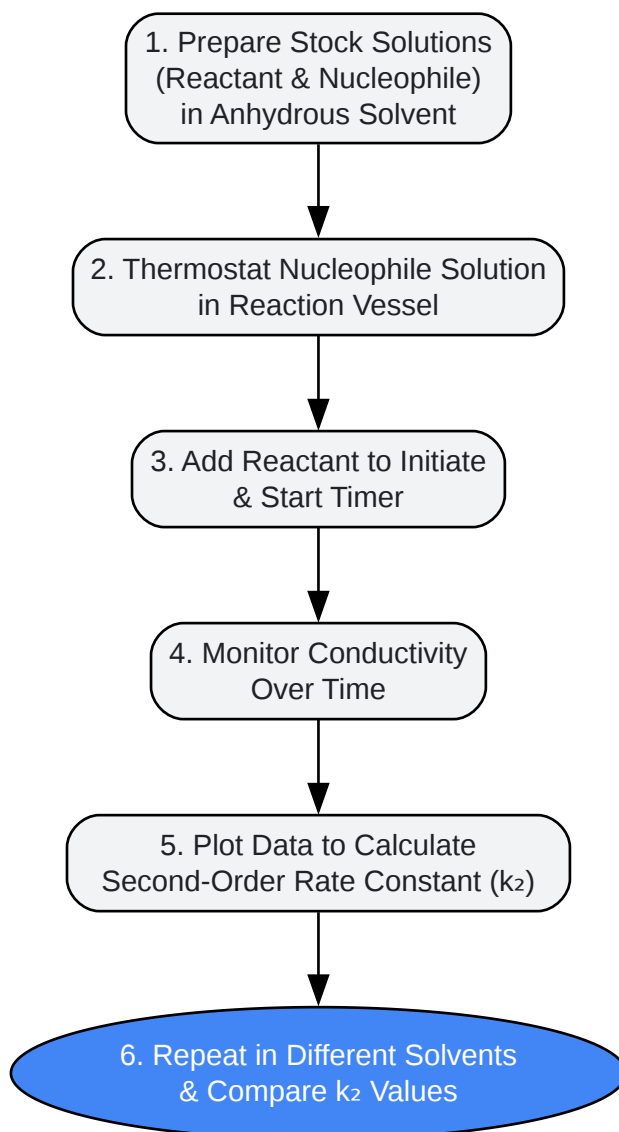 1. Prepare Stock Solutions
(Reactant & Nucleophile)
in Anhydrous Solvent
2. Thermostat Nucleophile Solution
in Reaction Vessel
3. Add Reactant to Initiate
& Start Timer
4. Monitor Conductivity
Over Time
5. Plot Data to Calculate
Second-Order Rate Constant (k₂)
6. Repeat in Different Solvents
& Compare k₂ Values